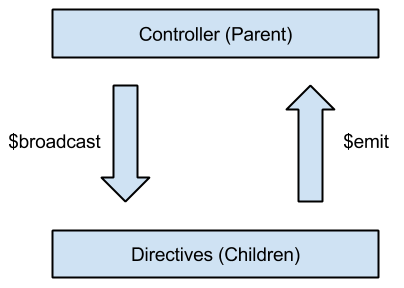 Controller (Parent)
$broadcast
$emit
Directives (Children)